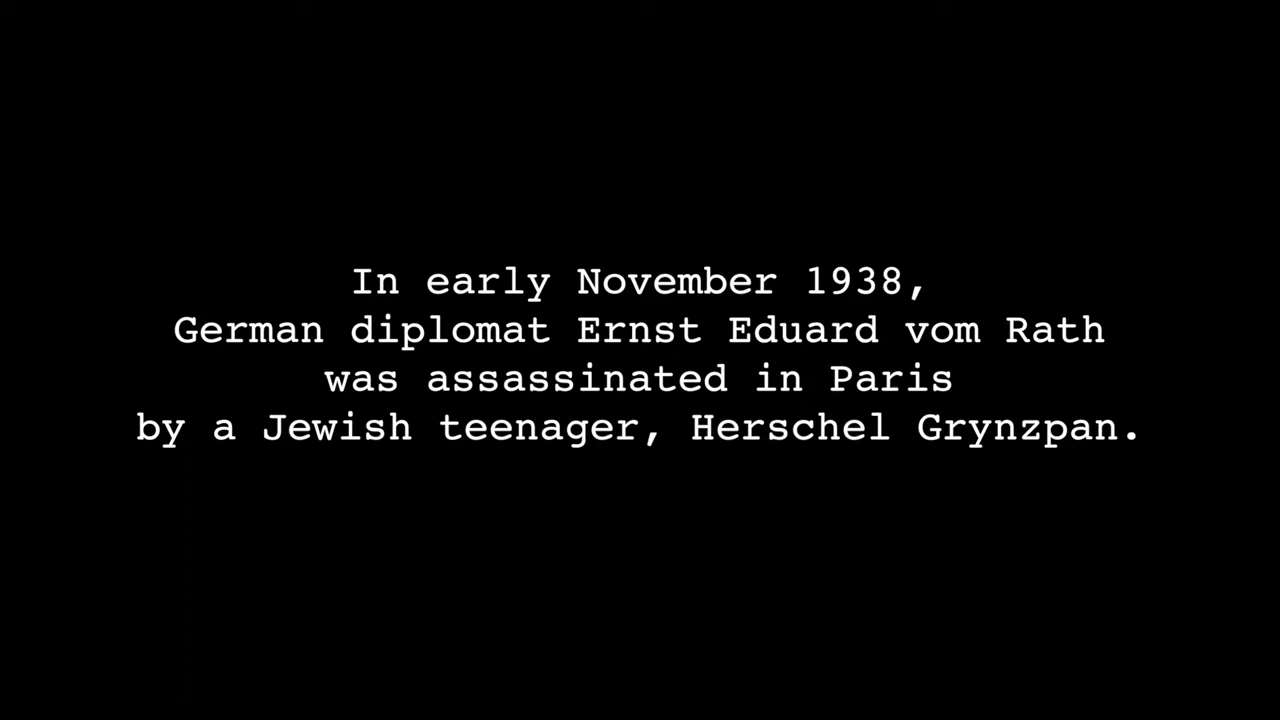 In early November 1938,
German diplomat Ernst Eduard vom Rath
was assassinated in Paris
by a Jewish teenager, Herschel Grynzpan.